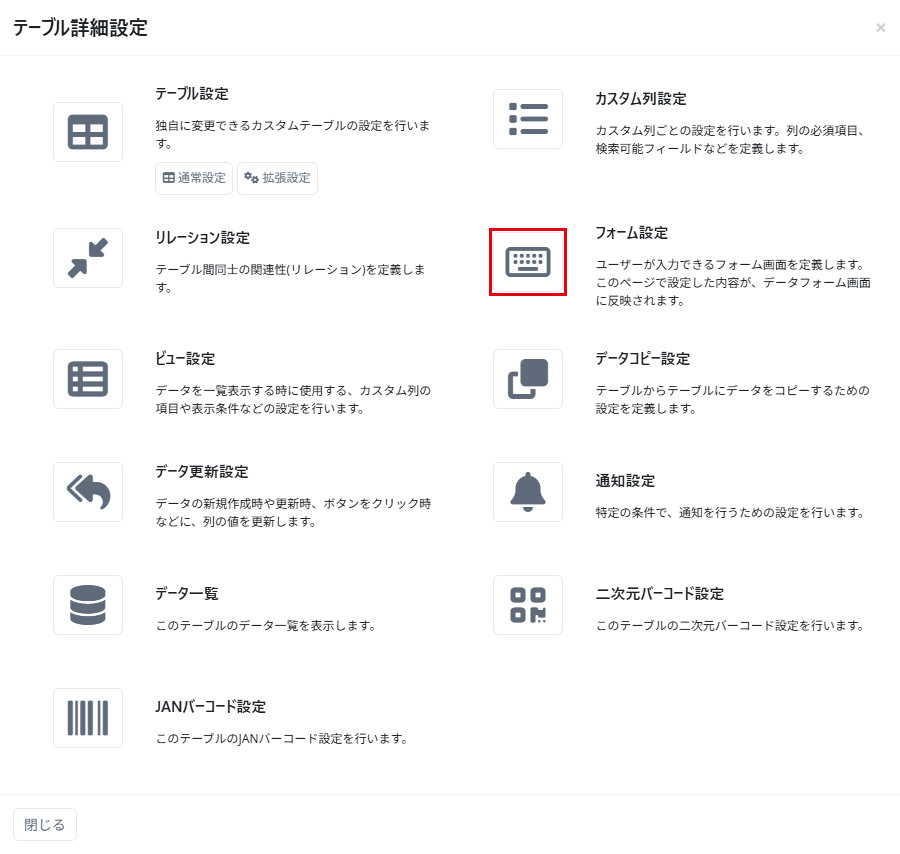 テーブル詳細設定
×
テーブル設定
独自に変更できるカスタムテーブルの設定を行いま
す。
通常設定
拡張設定
カスタム列設定
カスタム列ごとの設定を行います。列の必須項目、
検索可能フィールドなどを定義します。
リレーション設定
テーブル間同士の関連性(リレーション)を定義しま
す。
フォーム設定
ユーザーが入力できるフォーム画面を定義します。
このページで設定した内容が、データフォーム画面
に反映されます。
ビュー設定
データを一覧表示する時に使用する、カスタム列の
項目や表示条件などの設定を行います。
データコピー設定
テーブルからテーブルにデータをコピーするための
設定を定義します。
データ更新設定
データの新規作成時や更新時、ボタンをクリック時
などに、列の値を更新します。
通知設定
特定の条件で、通知を行うための設定を行います。
データ一覧
このテーブルのデータ一覧を表示します。
二次元バーコード設定
このテーブルの二次元バーコード設定を行います。
JANバーコード設定
このテーブルのJANバーコード設定を行います。
閉じる